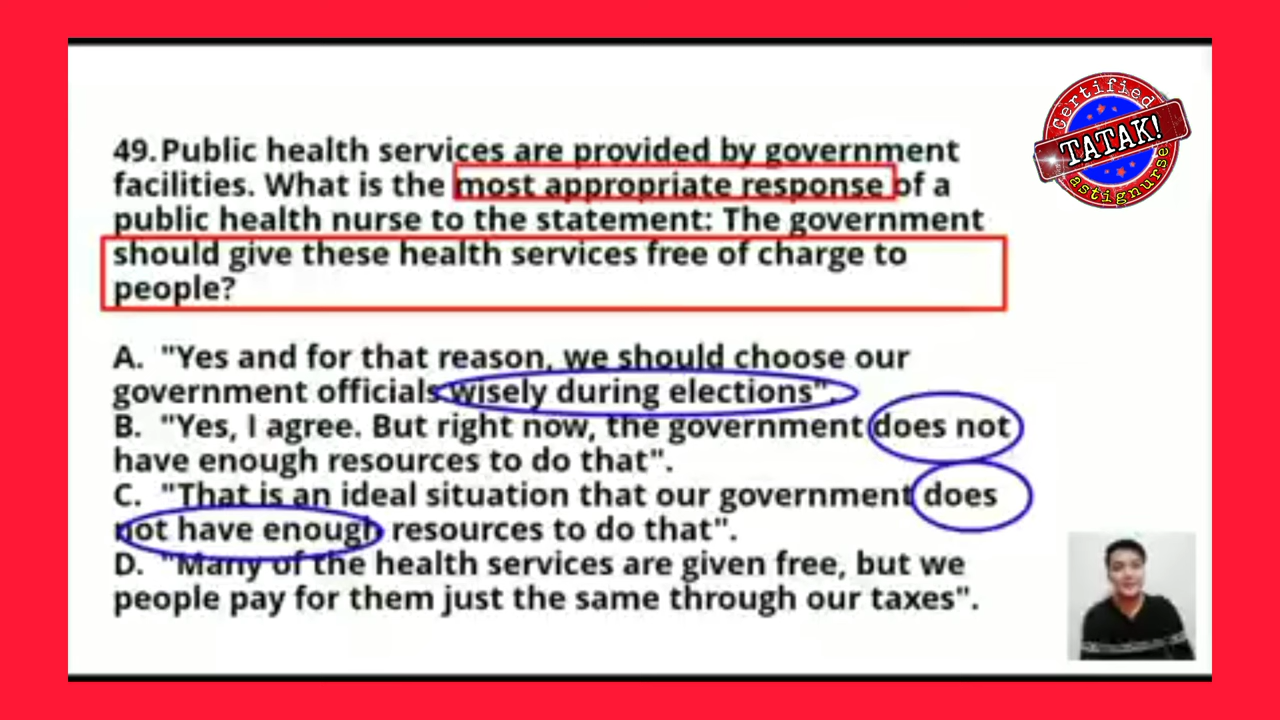 49. Public health services are provided by government
facilities. What is the most appropriate response of a
public health nurse to the statement: The government
should give these health services free of charge to
people?
A. "Yes and for that reason, we should choose our
government officials wisely during elections".
B. "Yes, I agree. But right now, the government does not
have enough resources to do that".
C. "That is an ideal situation that our government does
not have enough resources to do that".
D. "Many of the health services are given free, but we
people pay for them just the same through our taxes".
Certified
TATAK!
astignurse